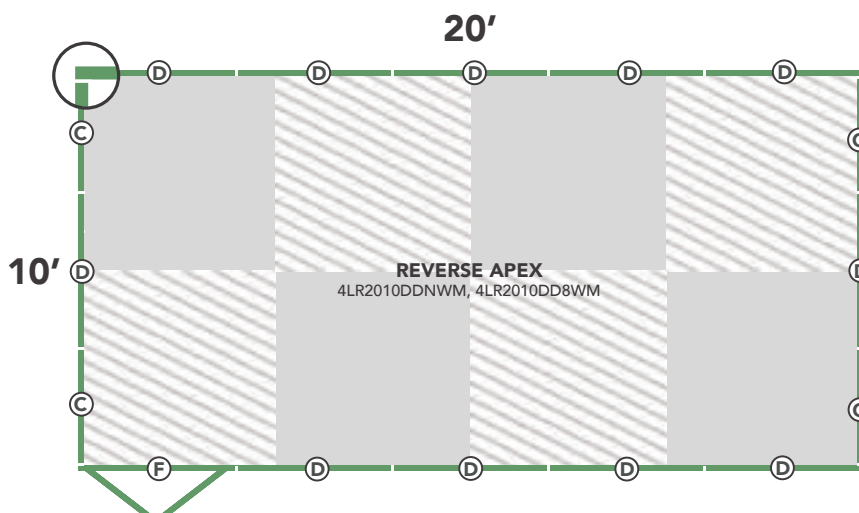 20′
D D D D D
C
10′
D
REVERSE APEX
4LR2010DDNWM, 4LR2010DD8WM
C
F D D D D